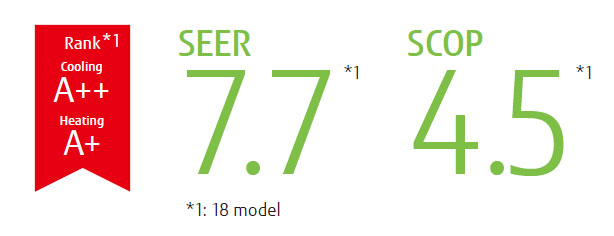 Rank*1
Cooling
A++
Heating
A+
SEER
7.7 *1
SCOP
4.5 *1
*1: 18 model